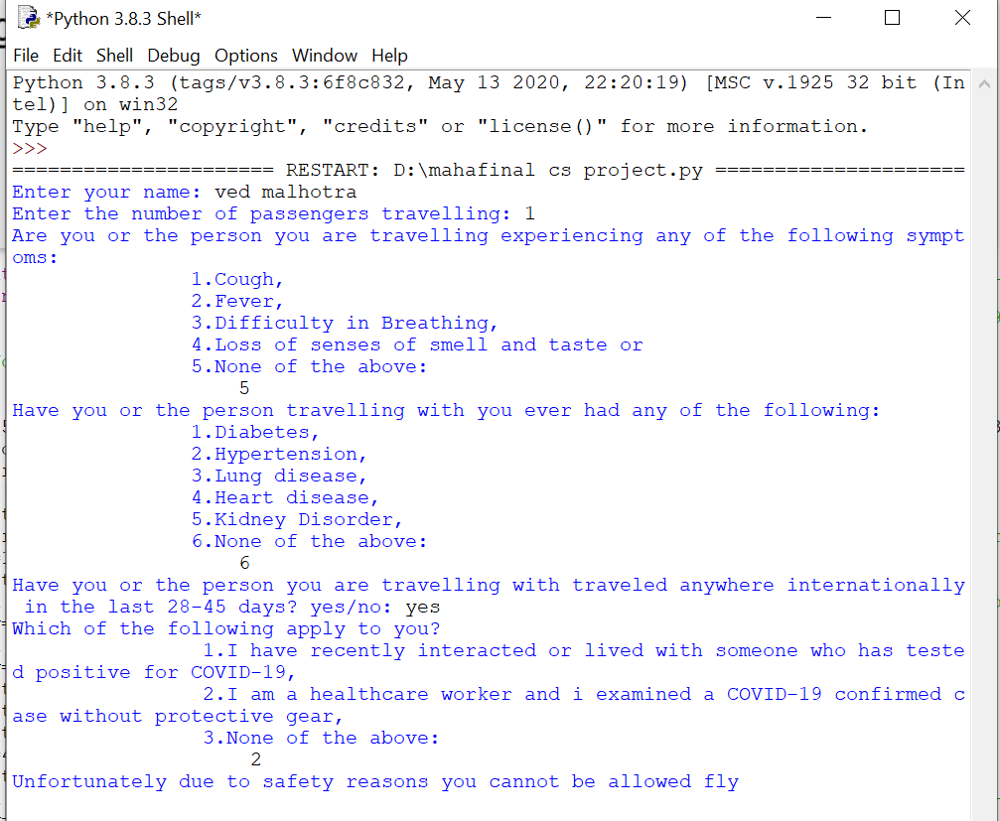 *Python 3.8.3 Shell*
File Edit Shell Debug Options Window Help
Python 3.8.3 (tags/v3.8.3:6f8c832, May 13 2020, 22:20:19) [MSC v.1925 32 bit (In
tel)] on win32
Type "help", "copyright", "credits" or "license()" for more information.
>>>
====================== RESTART: D:\mahafinal cs project.py =====================
Enter your name: ved malhotra
Enter the number of passengers travelling: 1
Are you or the person you are travelling experiencing any of the following sympt
oms:
1.Cough,
2.Fever,
3.Difficulty in Breathing,
4.Loss of senses of smell and taste or
5.None of the above:
5
Have you or the person travelling with you ever had any of the following:
1.Diabetes,
2.Hypertension,
3.Lung disease,
4.Heart disease,
5.Kidney Disorder,
6.None of the above:
6
Have you or the person you are travelling with traveled anywhere internationally
in the last 28-45 days? yes/no: yes
Which of the following apply to you?
1.I have recently interacted or lived with someone who has teste
d positive for COVID-19,
2.I am a healthcare worker and i examined a COVID-19 confirmed c
ase without protective gear,
3.None of the above:
2
Unfortunately due to safety reasons you cannot be allowed fly